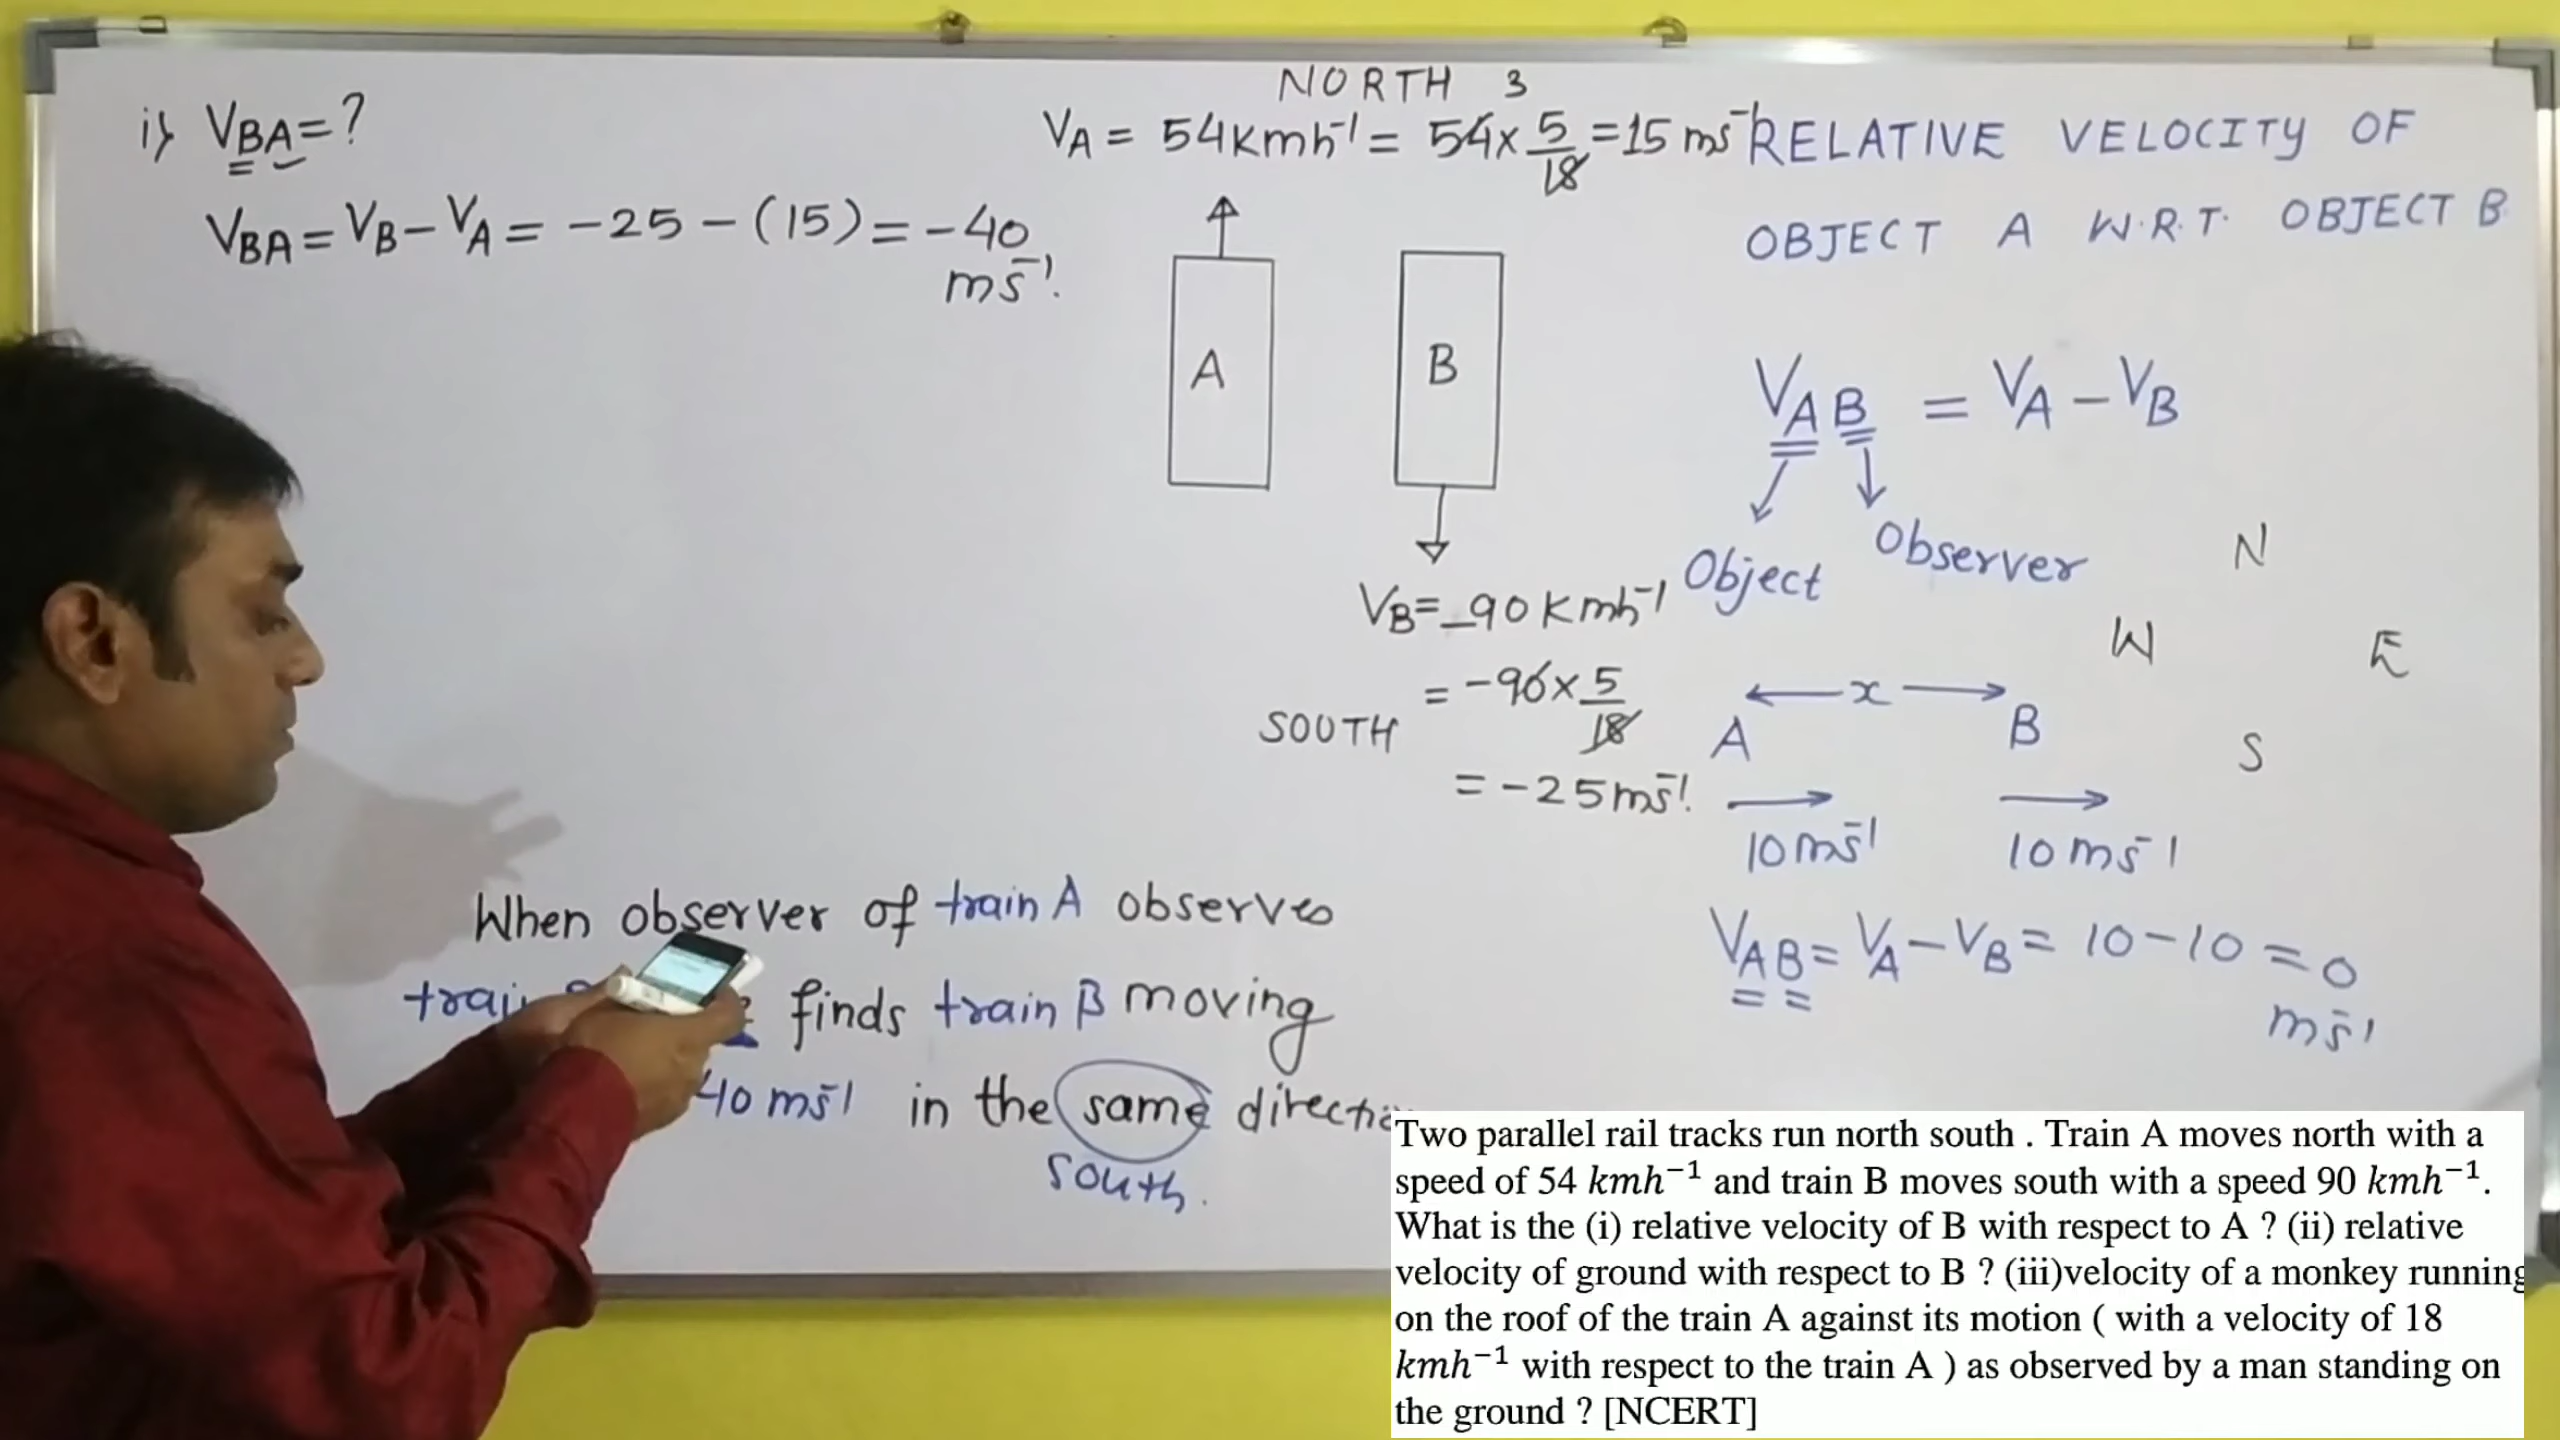 i) VBA = ?
VBA = VB - VA = -25 - (15) = -40
ms⁻¹.
NORTH 3
VA = 54 kmh⁻¹ = 54 × 5/18 = 15 ms⁻¹
A
B
VB = -90 Kmh⁻¹
= -90 × 5/18
SOUTH
= -25 ms⁻¹.
RELATIVE VELOCITY OF
OBJECT A W.R.T. OBJECT B
VAB = VA - VB
Object
Observer
N
W
E
S
x
A
B
10 ms⁻¹
10 ms⁻¹
VAB = VA - VB = 10 - 10 = 0
ms⁻¹
When observer of train A observes
finds train B moving
40 ms⁻¹ in the same
south.
Two parallel rail tracks run north south . Train A moves north with a
speed of 54 kmh⁻¹ and train B moves south with a speed 90 kmh⁻¹.
What is the (i) relative velocity of B with respect to A ? (ii) relative
velocity of ground with respect to B ? (iii)velocity of a monkey running
on the roof of the train A against its motion ( with a velocity of 18
kmh⁻¹ with respect to the train A ) as observed by a man standing on
the ground ? [NCERT]